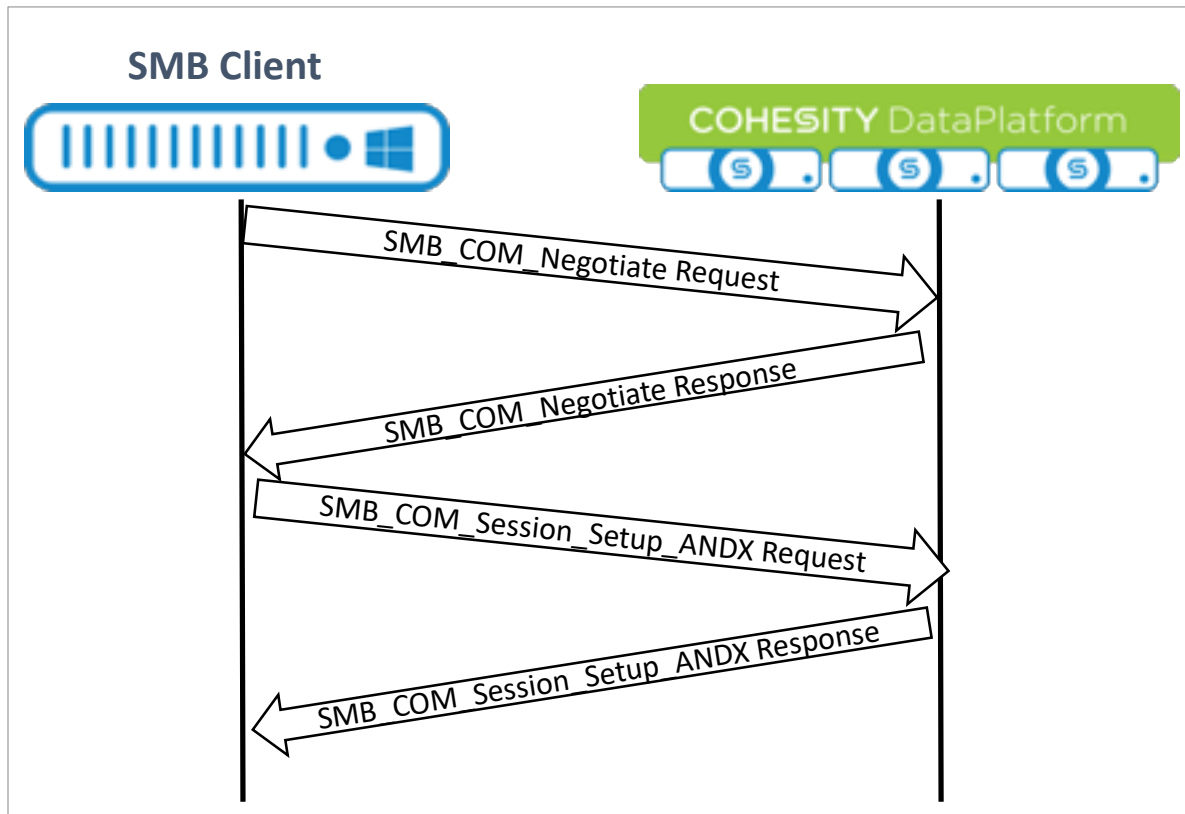 SMB Client
COHESITY DataPlatform
SMB_COM_Negotiate Request
SMB_COM_Negotiate Response
SMB_COM_Session_Setup_ANDX Request
SMB_COM_Session_Setup_ANDX Response